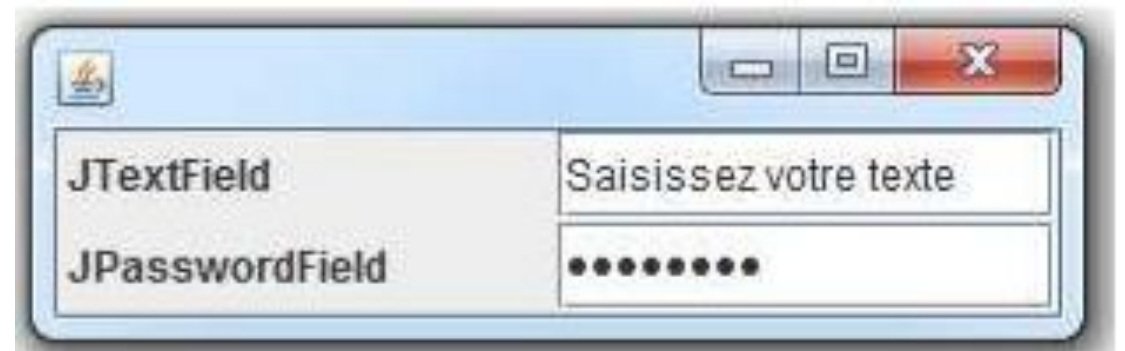 JTextField Saisissez votre texte
JPasswordField ••••••••